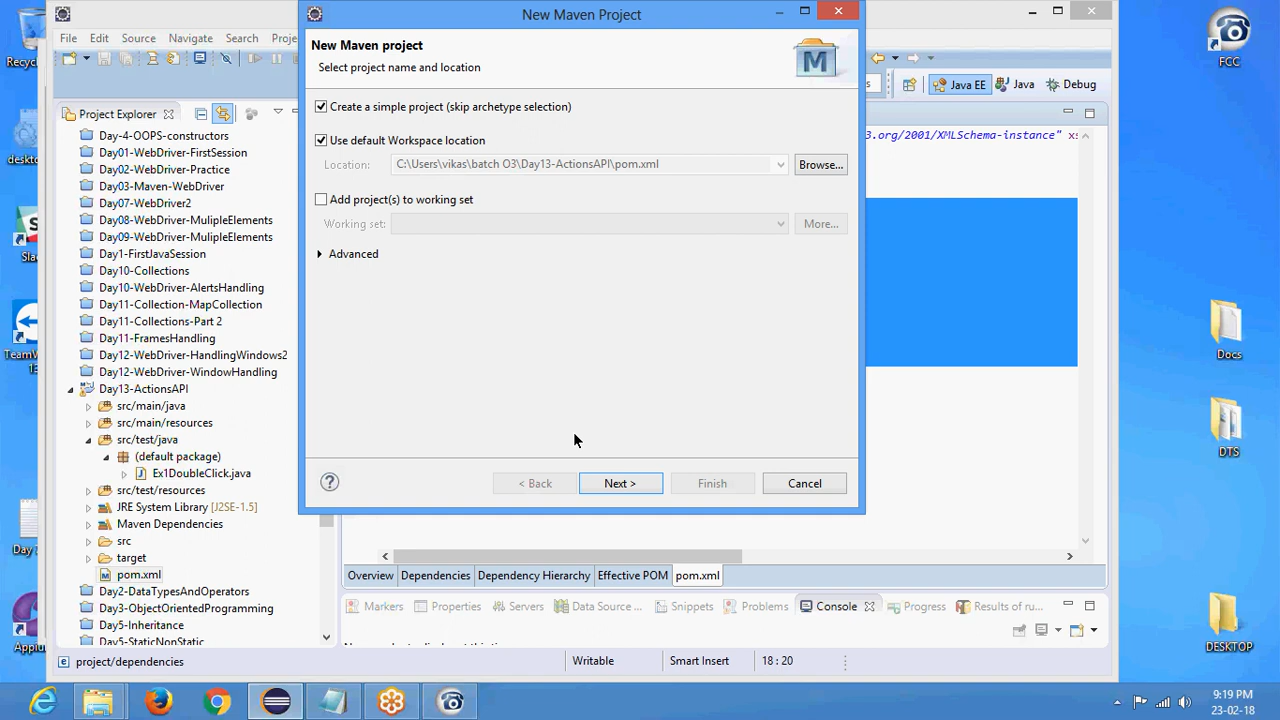 New Maven Project
New Maven project
Select project name and location
Create a simple project (skip archetype selection)
Use default Workspace location
Location:
C:\Users\vikas\batch O3\Day13-ActionsAPI\pom.xml
Browse...
Add project(s) to working set
Working set:
More...
Advanced
< Back
Next >
Finish
Cancel
File
Edit
Source
Navigate
Search
Java EE
Java
Debug
Project Explorer
3.org/2001/XMLSchema-instance"
Day-4-OOPS-constructors
Day01-WebDriver-FirstSession
Day02-WebDriver-Practice
Day03-Maven-WebDriver
Day07-WebDriver2
Day08-WebDriver-MulipleElements
Day09-WebDriver-MulipleElements
Day1-FirstJavaSession
Day10-Collections
Day10-WebDriver-AlertsHandling
Day11-Collection-MapCollection
Day11-Collections-Part 2
Day11-FramesHandling
Day12-WebDriver-HandlingWindows2
Day12-WebDriver-WindowHandling
Day13-ActionsAPI
src/main/java
src/main/resources
src/test/java
(default package)
Ex1DoubleClick.java
src/test/resources
JRE System Library [J2SE-1.5]
Maven Dependencies
src
target
pom.xml
Day2-DataTypesAndOperators
Day3-ObjectOrientedProgramming
Day5-Inheritance
Day5-StaticNonStatic
Overview
Dependencies
Dependency Hierarchy
Effective POM
pom.xml
Markers
Properties
Servers
Data Source ...
Snippets
Problems
Console
Progress
Results of ru...
project/dependencies
Writable
Smart Insert
18 : 20
FCC
Docs
DTS
DESKTOP
9:19 PM
23-02-18